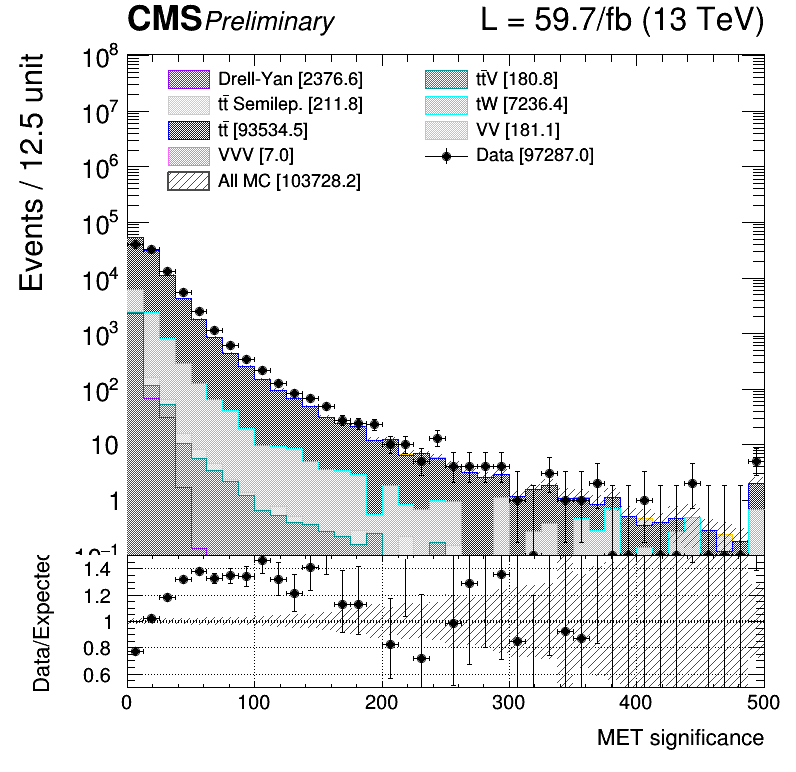 CMS Preliminary L = 59.7/fb (13 TeV)
Events / 12.5 unit
10⁸
10⁷
10⁶
10⁵
10⁴
10³
10²
10
1
10⁻¹
Drell-Yan [2376.6]
tt̄V [180.8]
tt̄ Semilep. [211.8]
tW [7236.4]
tt̄ [93534.5]
VV [181.1]
VVV [7.0]
Data [97287.0]
All MC [103728.2]
Data/Expected
1.4
1.2
1
0.8
0.6
0 100 200 300 400 500
MET significance